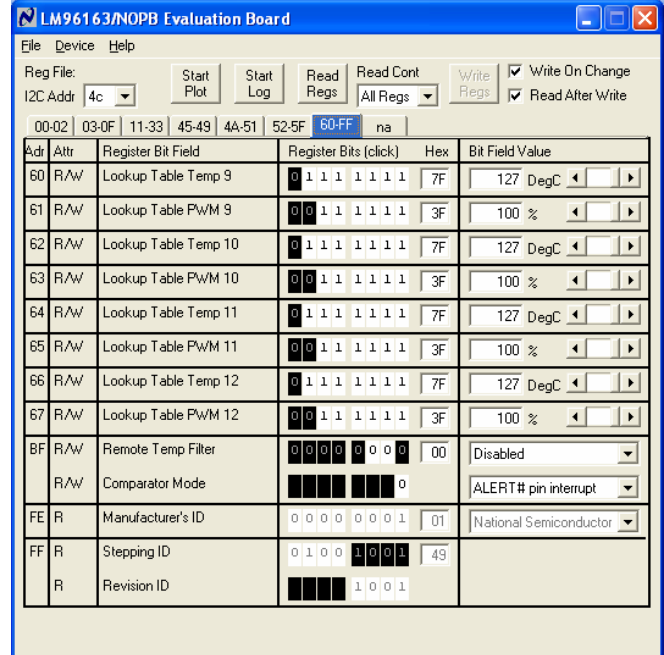 LM96163/NOPB Evaluation Board
File Device Help
Reg File: Start Plot Start Log Read Regs Read Cont Write Regs Write On Change
I2C Addr 4c All Regs Read After Write
00-02 03-0F 11-33 45-49 4A-51 52-5F 60-FF na
Adr Attr Register Bit Field Register Bits (click) Hex Bit Field Value
60 R/W Lookup Table Temp 9 0 1 1 1 1 1 1 1 7F 127 DegC
61 R/W Lookup Table PWM 9 0 0 1 1 1 1 1 1 3F 100 %
62 R/W Lookup Table Temp 10 0 1 1 1 1 1 1 1 7F 127 DegC
63 R/W Lookup Table PWM 10 0 0 1 1 1 1 1 1 3F 100 %
64 R/W Lookup Table Temp 11 0 1 1 1 1 1 1 1 7F 127 DegC
65 R/W Lookup Table PWM 11 0 0 1 1 1 1 1 1 3F 100 %
66 R/W Lookup Table Temp 12 0 1 1 1 1 1 1 1 7F 127 DegC
67 R/W Lookup Table PWM 12 0 0 1 1 1 1 1 1 3F 100 %
BF R/W Remote Temp Filter 0 0 0 0 0 0 0 0 00 Disabled
R/W Comparator Mode 0 ALERT# pin interrupt
FE R Manufacturer's ID 0 0 0 0 0 0 0 1 01 National Semiconductor
FF R Stepping ID 0 1 0 0 1 0 0 1 49
R Revision ID 1 0 0 1